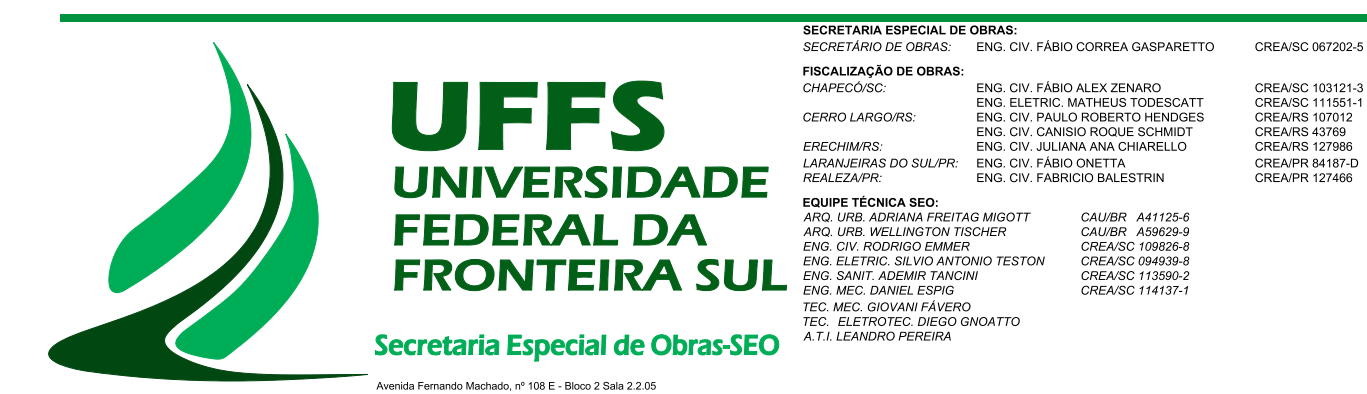 UFFS
UNIVERSIDADE
FEDERAL DA
FRONTEIRA SUL
Secretaria Especial de Obras-SEO
Avenida Fernando Machado, nº 108 E - Bloco 2 Sala 2.2.05
SECRETARIA ESPECIAL DE OBRAS:
SECRETÁRIO DE OBRAS: ENG. CIV. FÁBIO CORREA GASPARETTO CREA/SC 067202-5
FISCALIZAÇÃO DE OBRAS:
CHAPECÓ/SC: ENG. CIV. FÁBIO ALEX ZENARO CREA/SC 103121-3
ENG. ELETRIC. MATHEUS TODESCATT CREA/SC 111551-1
CERRO LARGO/RS: ENG. CIV. PAULO ROBERTO HENDGES CREA/RS 107012
ENG. CIV. CANISIO ROQUE SCHMIDT CREA/RS 43769
ERECHIM/RS: ENG. CIV. JULIANA ANA CHIARELLO CREA/RS 127986
LARANJEIRAS DO SUL/PR: ENG. CIV. FÁBIO ONETTA CREA/PR 84187-D
REALEZA/PR: ENG. CIV. FABRICIO BALESTRIN CREA/PR 127466
EQUIPE TÉCNICA SEO:
ARQ. URB. ADRIANA FREITAG MIGOTT CAU/BR A41125-6
ARQ. URB. WELLINGTON TISCHER CAU/BR A59629-9
ENG. CIV. RODRIGO EMMER CREA/SC 109826-8
ENG. ELETRIC. SILVIO ANTONIO TESTON CREA/SC 094939-8
ENG. SANIT. ADEMIR TANCINI CREA/SC 113590-2
ENG. MEC. DANIEL ESPIG CREA/SC 114137-1
TEC. MEC. GIOVANI FÁVERO
TEC. ELETROTEC. DIEGO GNOATTO
A.T.I. LEANDRO PEREIRA